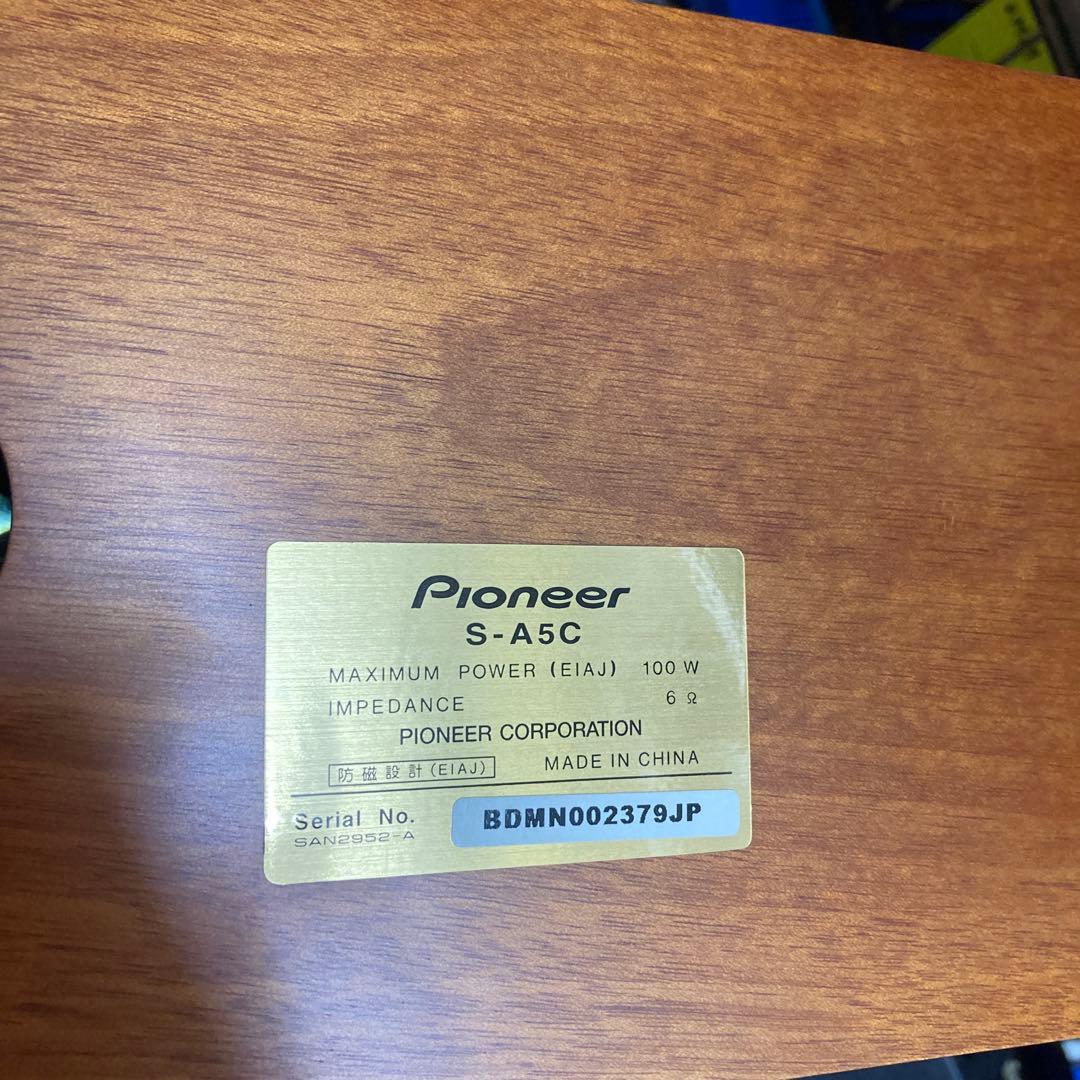 Pioneer
S-A5C
MAXIMUM POWER (EIAJ) 100 W
IMPEDANCE 6 Ω
PIONEER CORPORATION
防磁設計(EIAJ) MADE IN CHINA
Serial No. BDMN002379JP
SAN2952-A